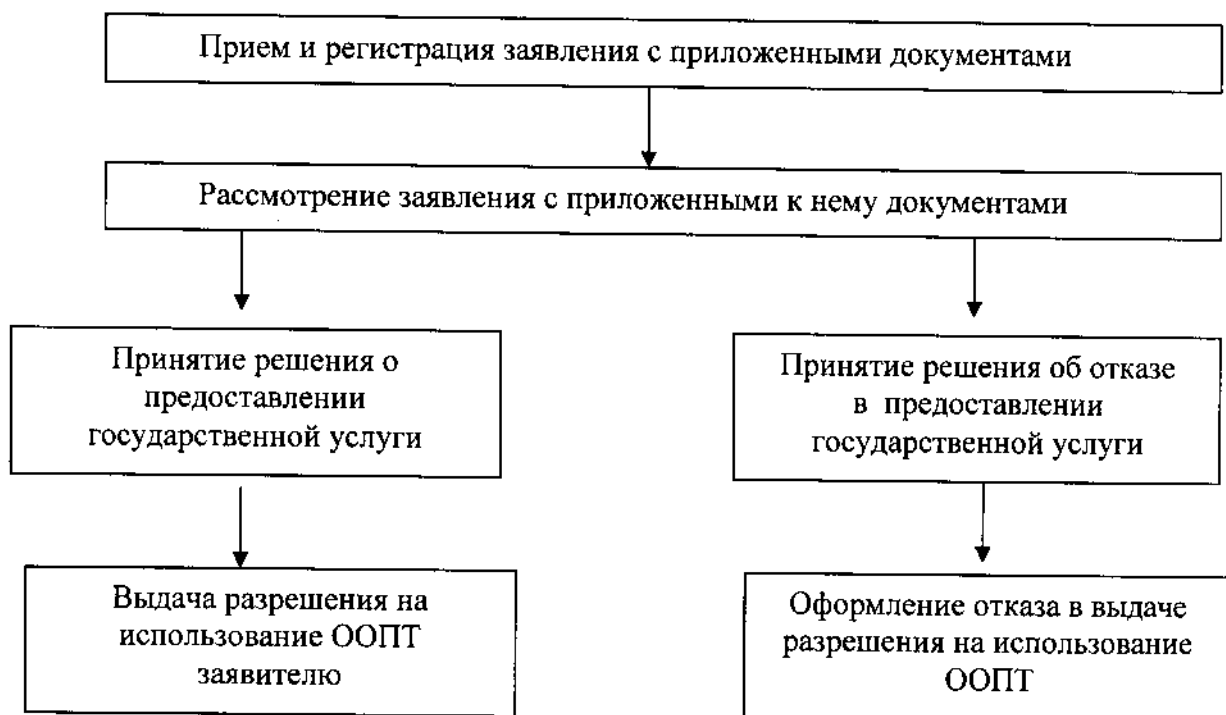 Прием и регистрация заявления с приложенными документами
Рассмотрение заявления с приложенными к нему документами
Принятие решения о
предоставлении
государственной услуги
Принятие решения об отказе
в предоставлении
государственной услуги
Выдача разрешения на
использование ООПТ
заявителю
Оформление отказа в выдаче
разрешения на использование
ООПТ